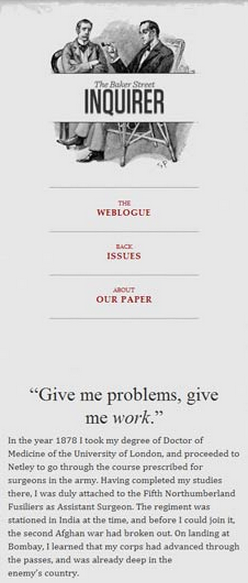 The Baker Street
INQUIRER
THE
WEBLOGUE
BACK
ISSUES
ABOUT
OUR PAPER
“Give me problems, give
me work.”
In the year 1878 I took my degree of Doctor of
Medicine of the University of London, and proceeded to
Netley to go through the course prescribed for
surgeons in the army. Having completed my studies
there, I was duly attached to the Fifth Northumberland
Fusiliers as Assistant Surgeon. The regiment was
stationed in India at the time, and before I could join it,
the second Afghan war had broken out. On landing at
Bombay, I learned that my corps had advanced through
the passes, and was already deep in the
enemy’s country.